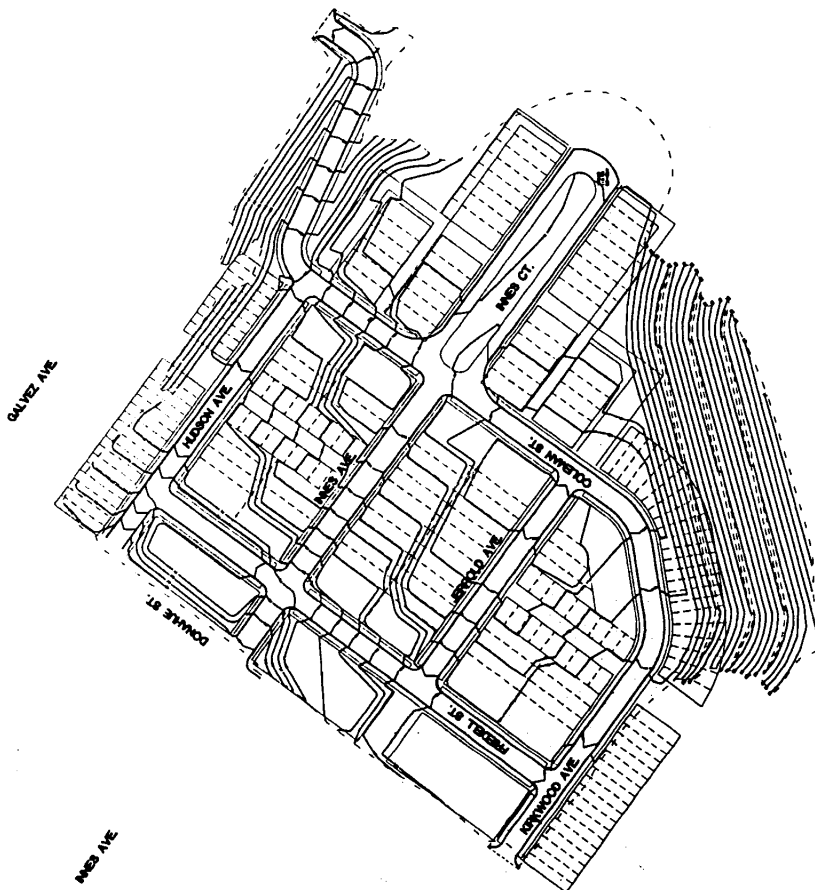 INNES CT.
GALVEZ AVE.
HUDSON AVE.
INNES AVE.
COLEMAN ST.
JERROLD AVE.
DONAHUE ST.
FRIEDELL ST.
KIRKWOOD AVE.
INNES AVE.